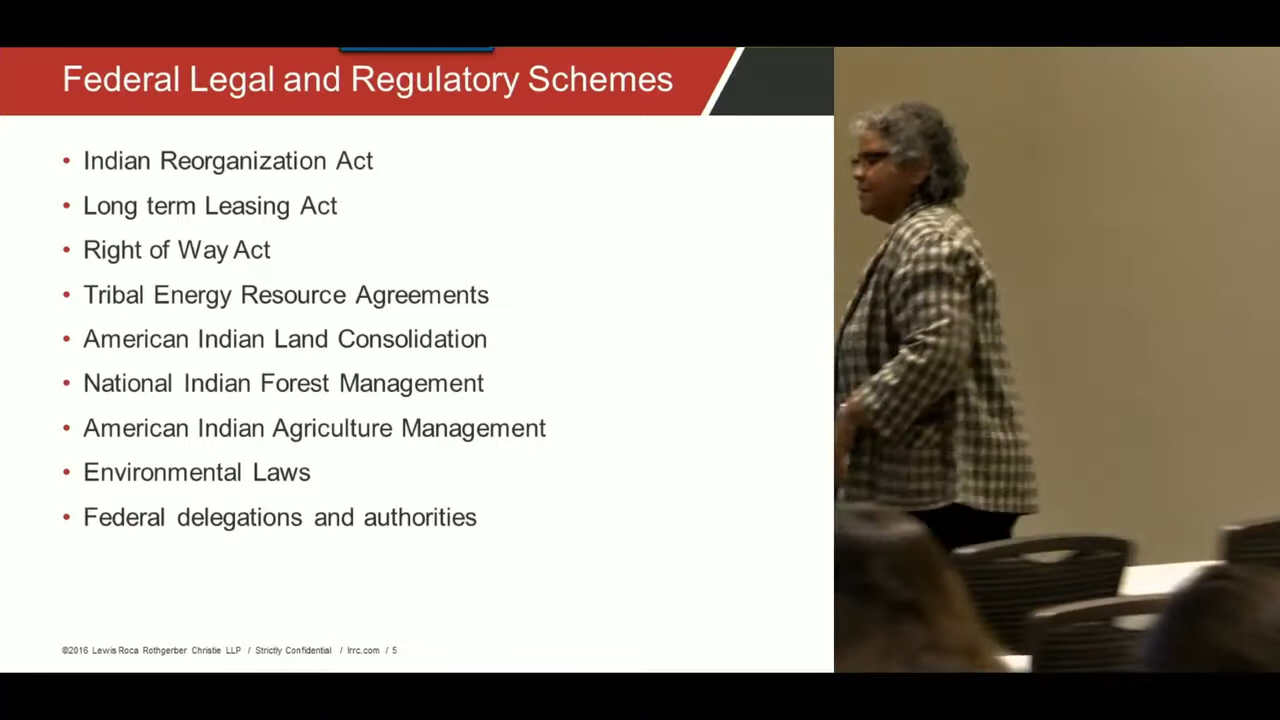 Federal Legal and Regulatory Schemes
• Indian Reorganization Act
• Long term Leasing Act
• Right of Way Act
• Tribal Energy Resource Agreements
• American Indian Land Consolidation
• National Indian Forest Management
• American Indian Agriculture Management
• Environmental Laws
• Federal delegations and authorities
©2016 Lewis Roca Rothgerber Christie LLP / Strictly Confidential / lrrc.com / 5